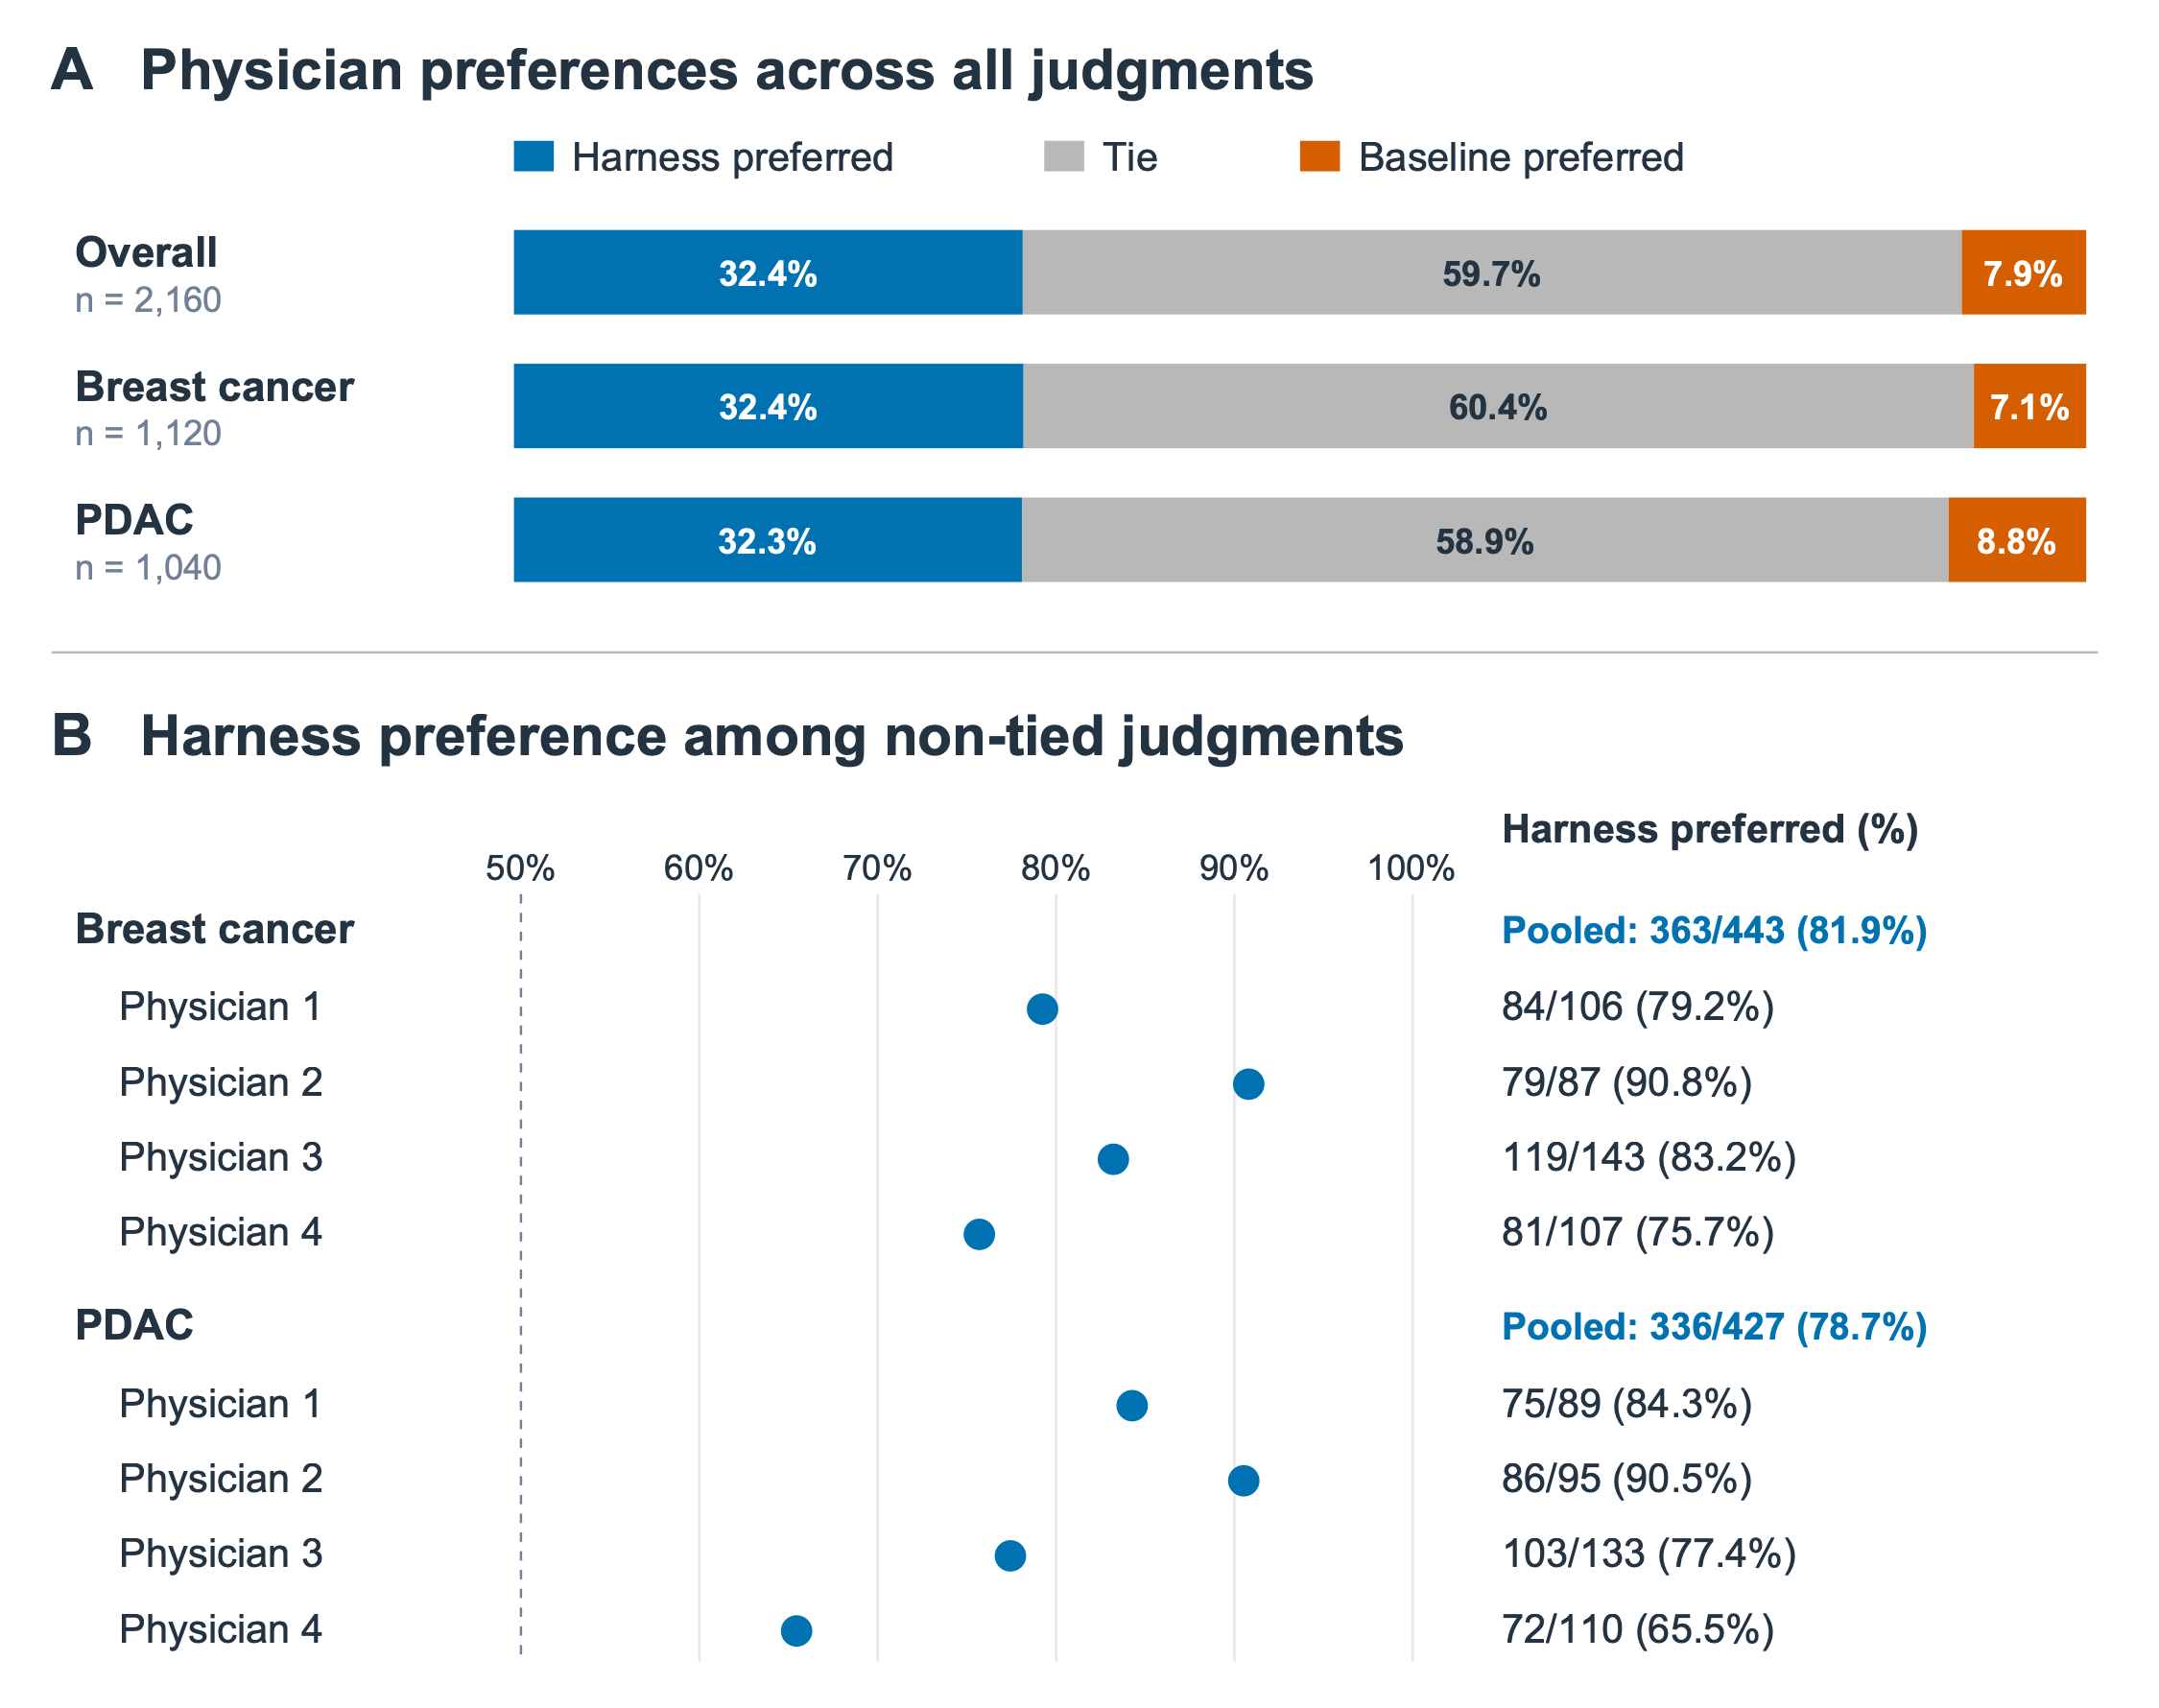 A Physician preferences across all judgments
Harness preferred Tie Baseline preferred
Overall
n = 2,160
32.4% 59.7% 7.9%
Breast cancer
n = 1,120
32.4% 60.4% 7.1%
PDAC
n = 1,040
32.3% 58.9% 8.8%
B Harness preference among non-tied judgments
Harness preferred (%)
50% 60% 70% 80% 90% 100%
Breast cancer Pooled: 363/443 (81.9%)
Physician 1 84/106 (79.2%)
Physician 2 79/87 (90.8%)
Physician 3 119/143 (83.2%)
Physician 4 81/107 (75.7%)
PDAC Pooled: 336/427 (78.7%)
Physician 1 75/89 (84.3%)
Physician 2 86/95 (90.5%)
Physician 3 103/133 (77.4%)
Physician 4 72/110 (65.5%)